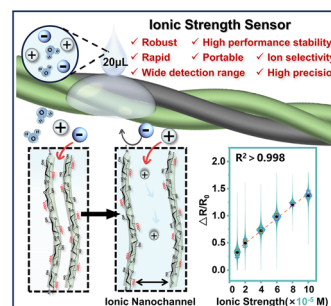 Ionic Strength Sensor
✓ Robust ✓ High performance stability
✓ Rapid ✓ Portable ✓ Ion selectivity
✓ Wide detection range ✓ High precision
20μL
+
-
Ionic Nanochannel
R² > 0.998
△ R/R₀
2.0
1.5
1.0
0.5
0.0
0 2 4 6 8 10
Ionic Strength(×10⁻⁵ M)